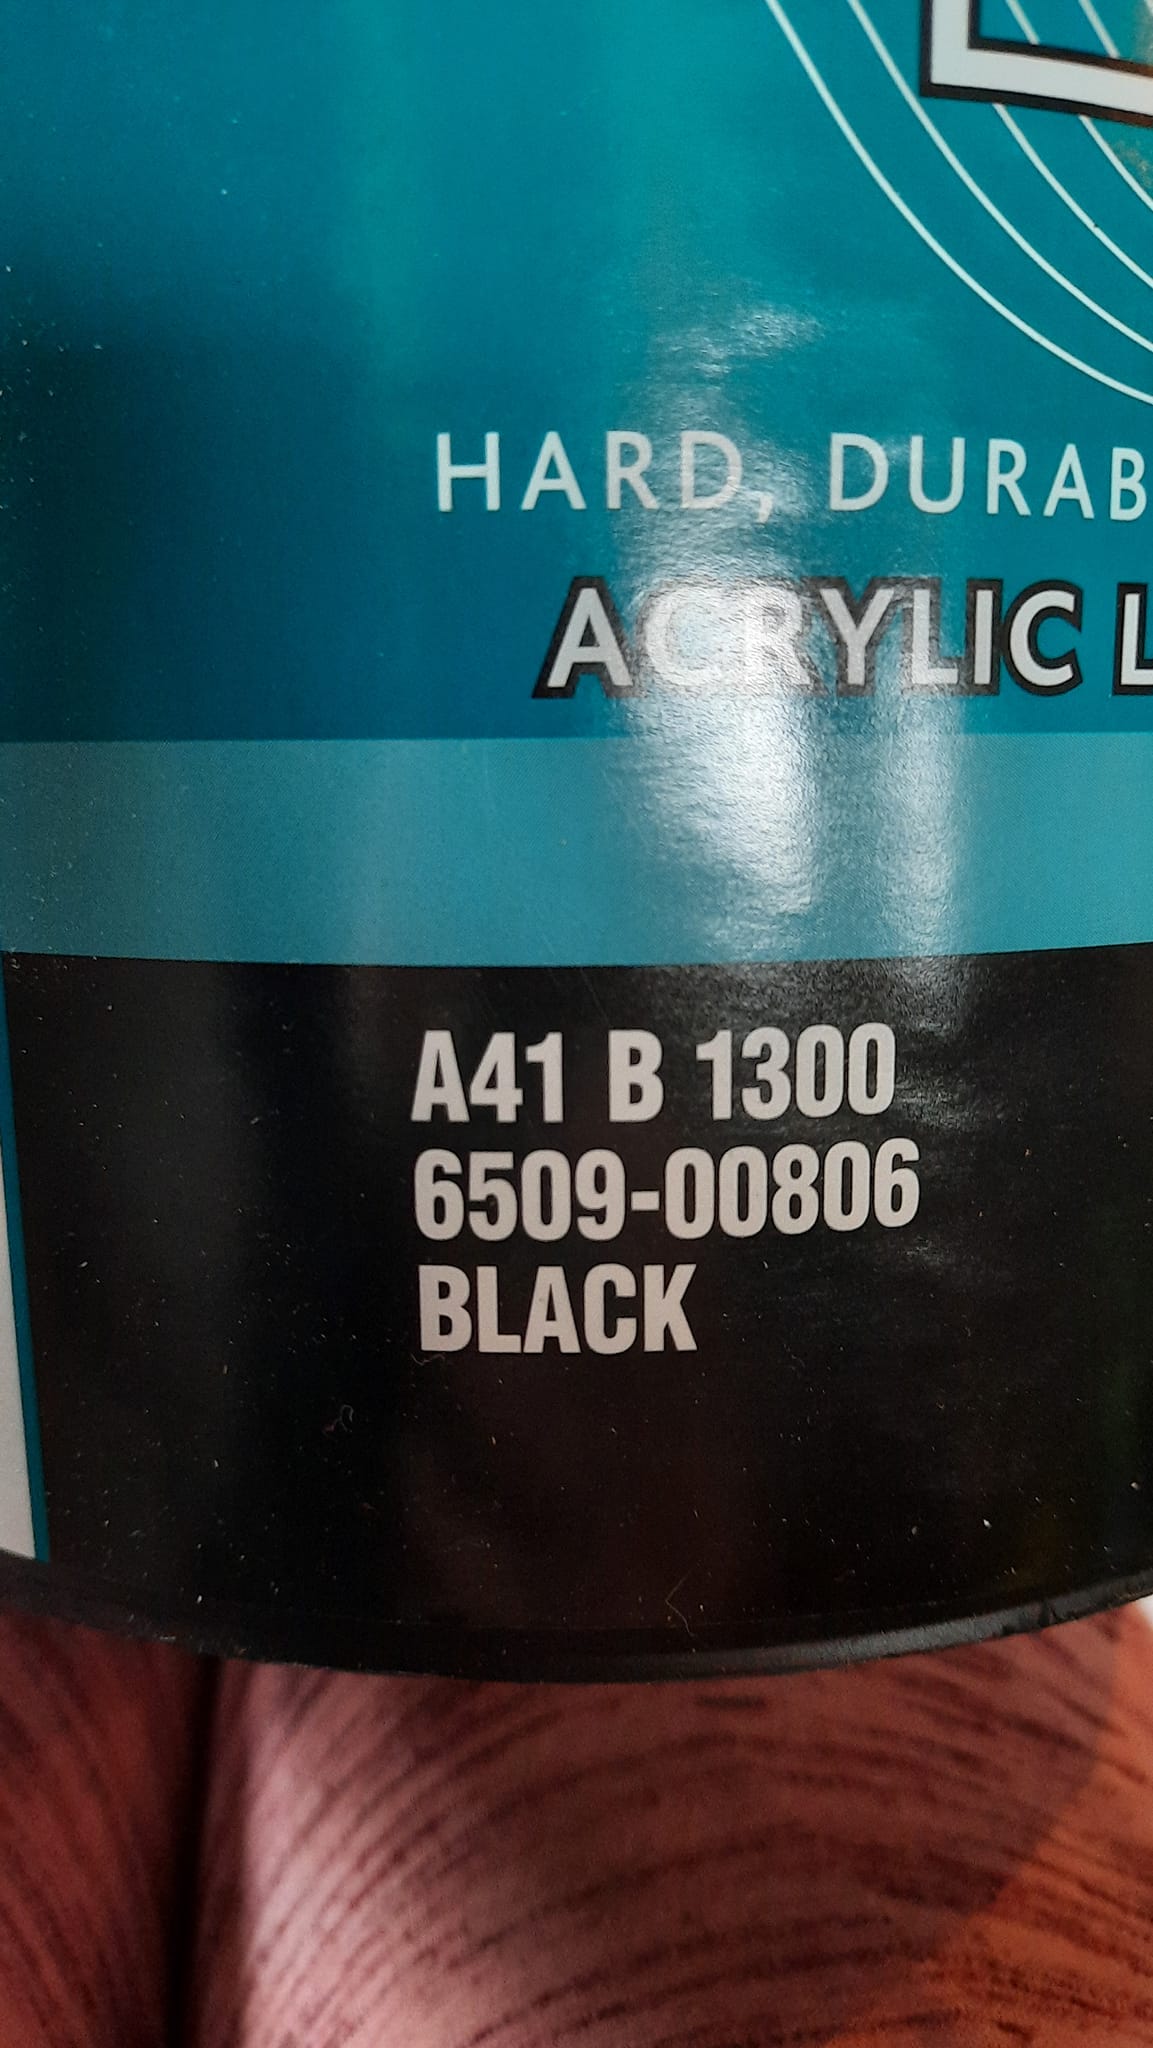 HARD, DURAB
ACRYLIC L
A41 B 1300
6509-00806
BLACK